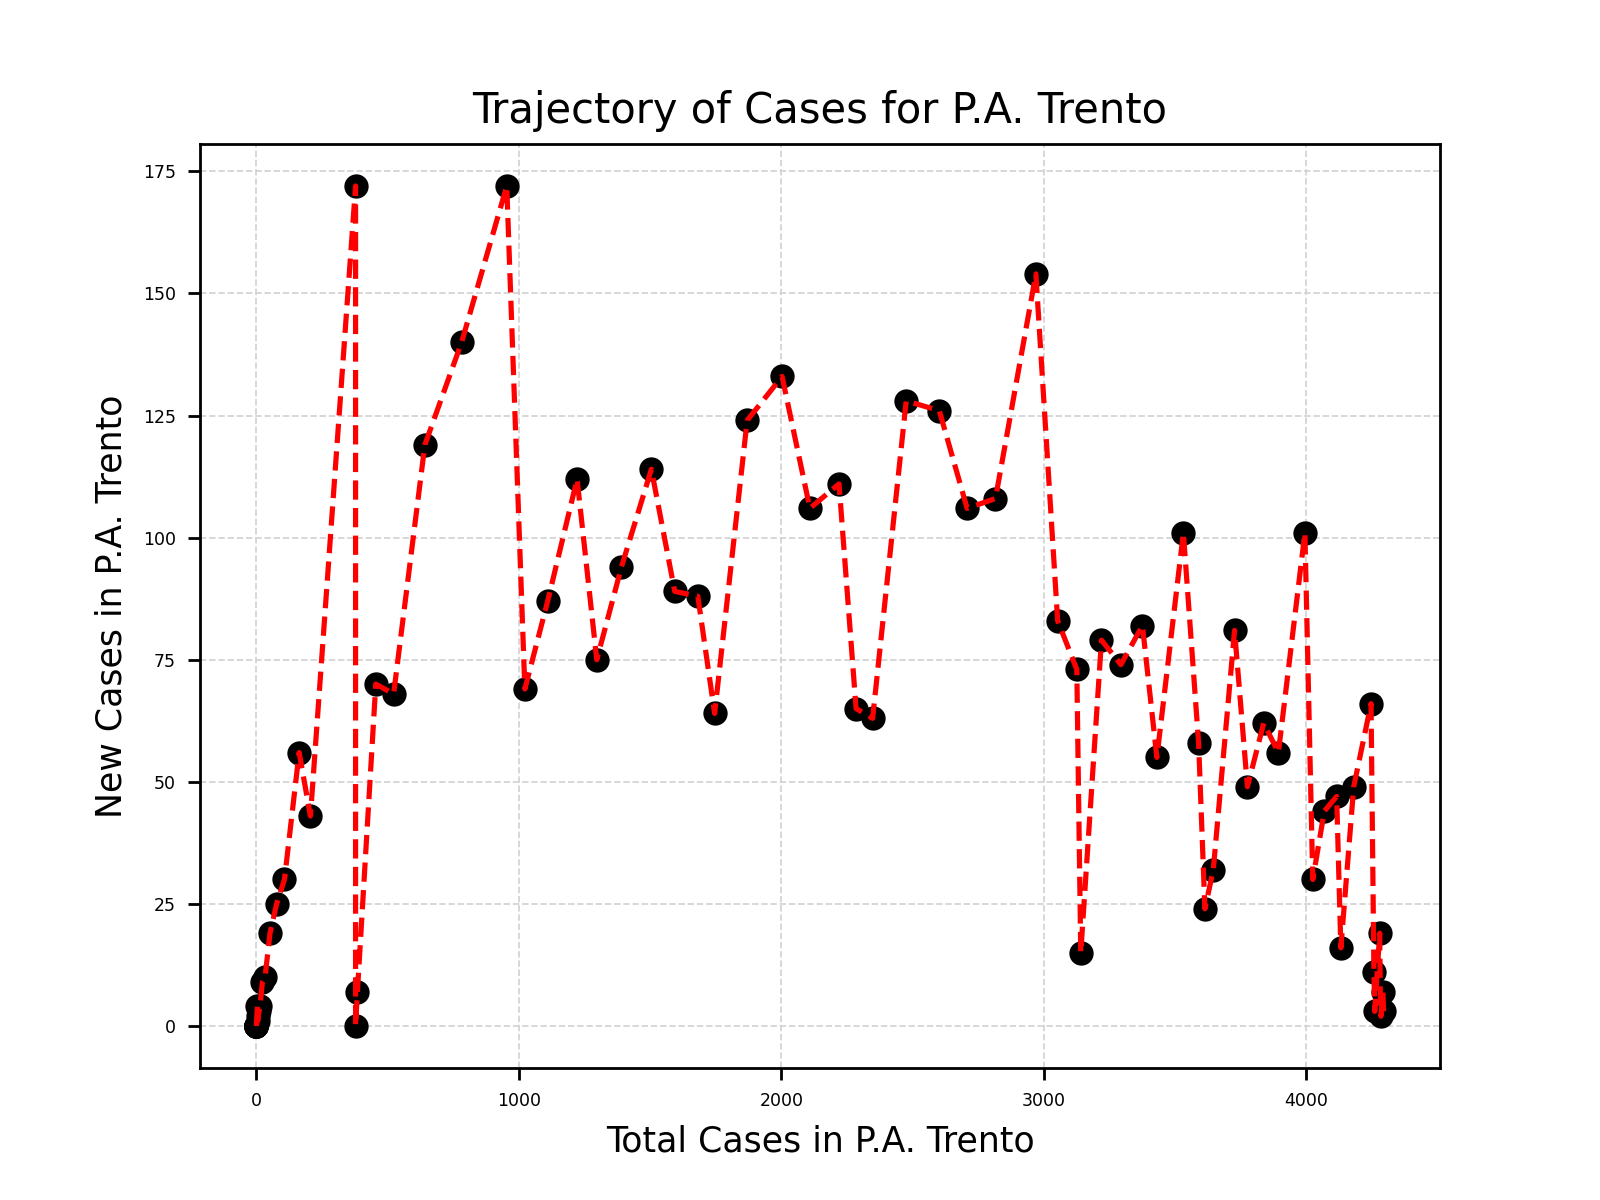 Trajectory of Cases for P.A. Trento
175
150
125
100
75
50
25
0
New Cases in P.A. Trento
0 1000 2000 3000 4000
Total Cases in P.A. Trento